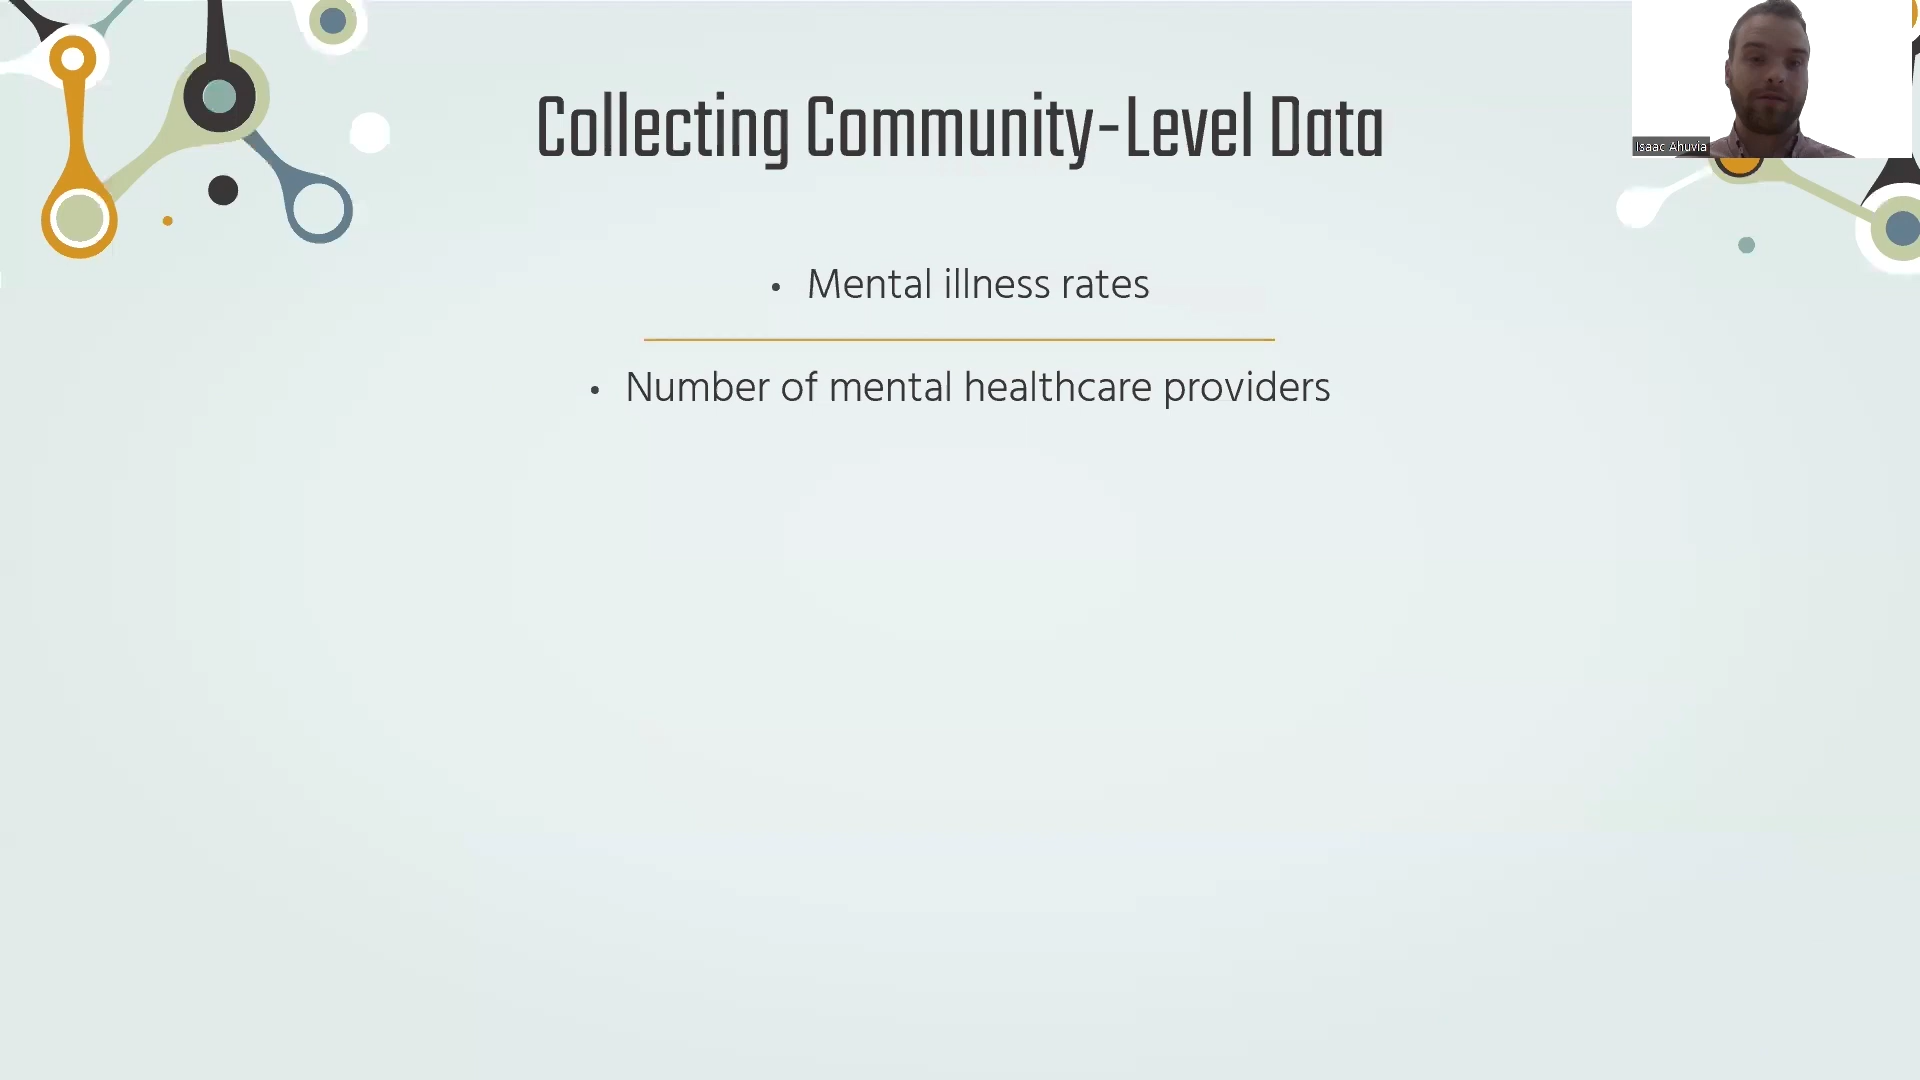 Collecting Community-Level Data
Isaac Ahuvia
• Mental illness rates
• Number of mental healthcare providers